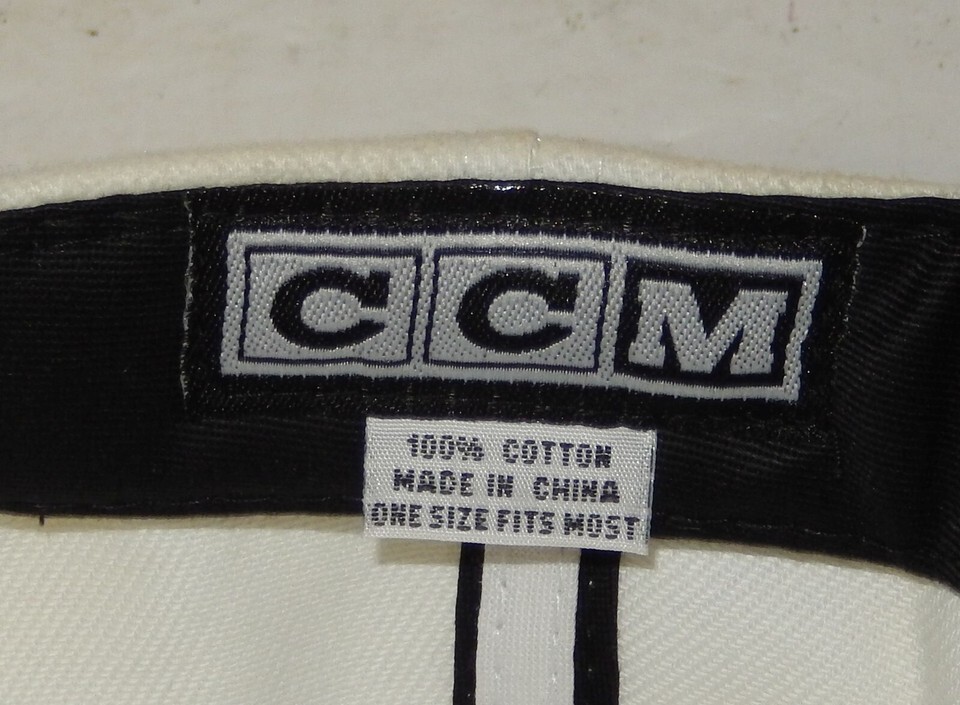 CCM
100% COTTON
MADE IN CHINA
ONE SIZE FITS MOST